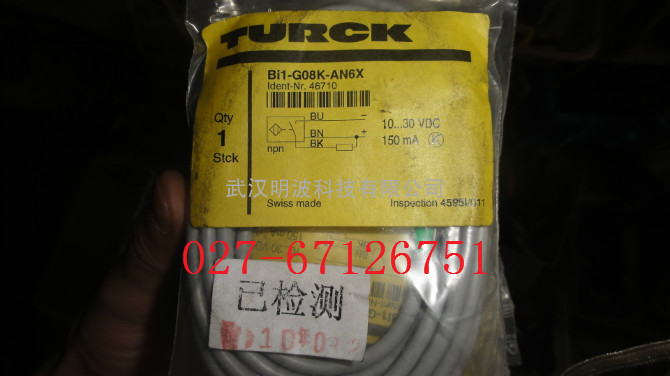 TURCK
Bi1-G08K-AN6X
Ident-Nr. 46710
Qty
1
Stck
BU
−
BN
+
BK
npn
10...30 VDC
150 mA
武汉明波科技有限公司
Swiss made
Inspection
027-67126751
已检测